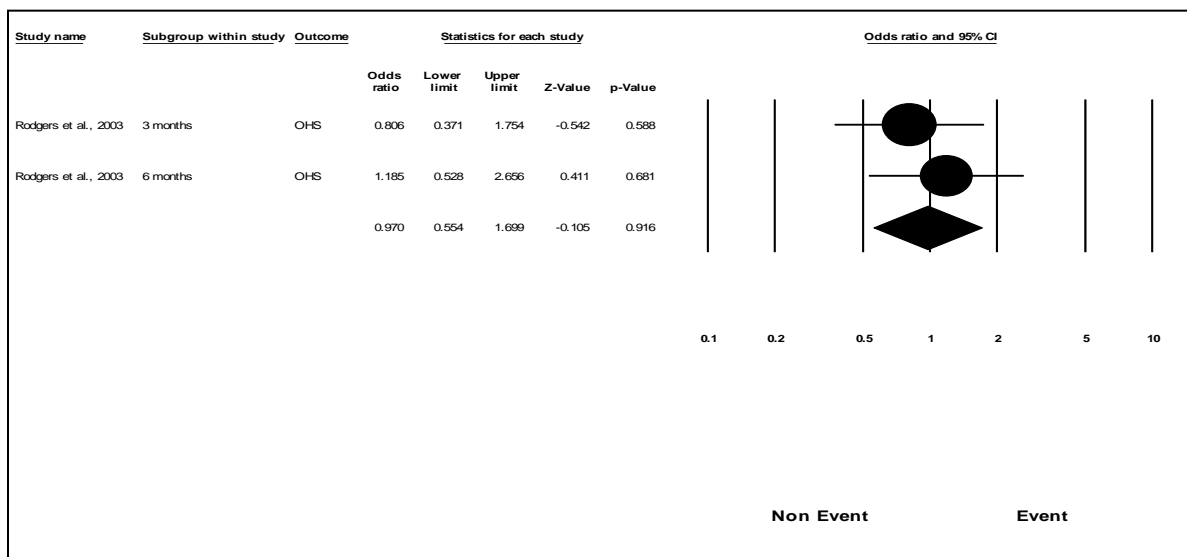 Study name Subgroup within study Outcome Statistics for each study Odds ratio and 95% CI
Odds ratio Lower limit Upper limit Z-Value p-Value
Rodgers et al., 2003 3 months OHS 0.806 0.371 1.754 -0.542 0.588
Rodgers et al., 2003 6 months OHS 1.185 0.528 2.656 0.411 0.681
0.970 0.554 1.699 -0.105 0.916
0.1 0.2 0.5 1 2 5 10
Non Event Event